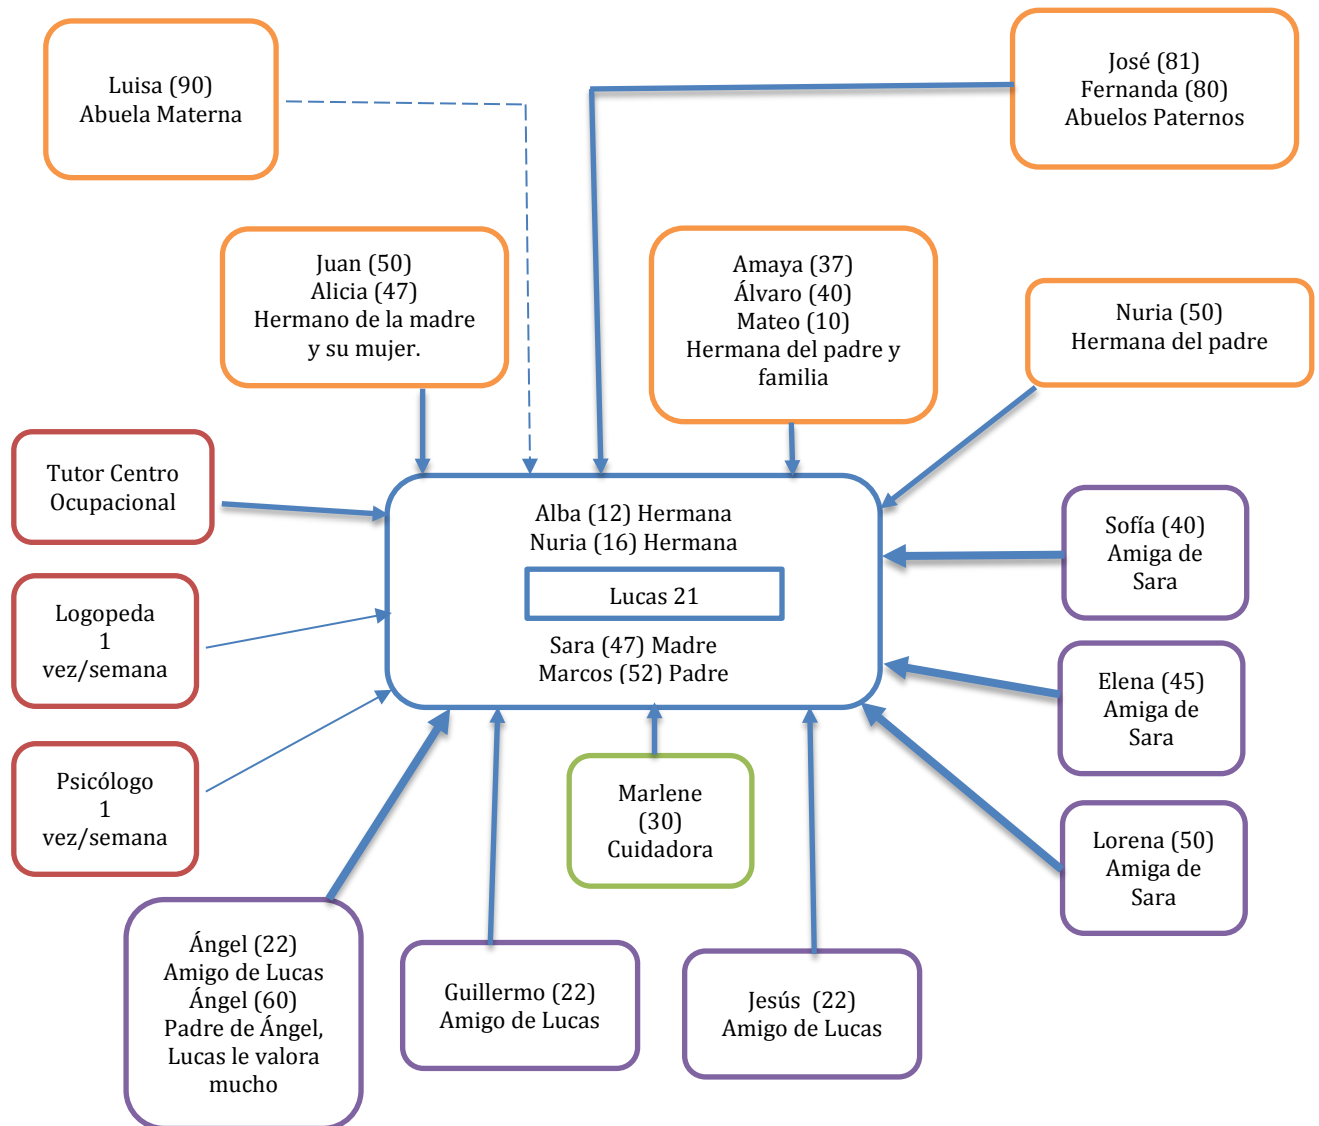 Luisa (90)
Abuela Materna
José (81)
Fernanda (80)
Abuelos Paternos
Juan (50)
Alicia (47)
Hermano de la madre
y su mujer.
Amaya (37)
Álvaro (40)
Mateo (10)
Hermana del padre y
familia
Nuria (50)
Hermana del padre
Tutor Centro
Ocupacional
Alba (12) Hermana
Nuria (16) Hermana
Lucas 21
Sara (47) Madre
Marcos (52) Padre
Sofía (40)
Amiga de
Sara
Logopeda
1
vez/semana
Elena (45)
Amiga de
Sara
Psicólogo
1
vez/semana
Marlene
(30)
Cuidadora
Lorena (50)
Amiga de
Sara
Ángel (22)
Amigo de Lucas
Ángel (60)
Padre de Ángel,
Lucas le valora
mucho
Guillermo (22)
Amigo de Lucas
Jesús  (22)
Amigo de Lucas